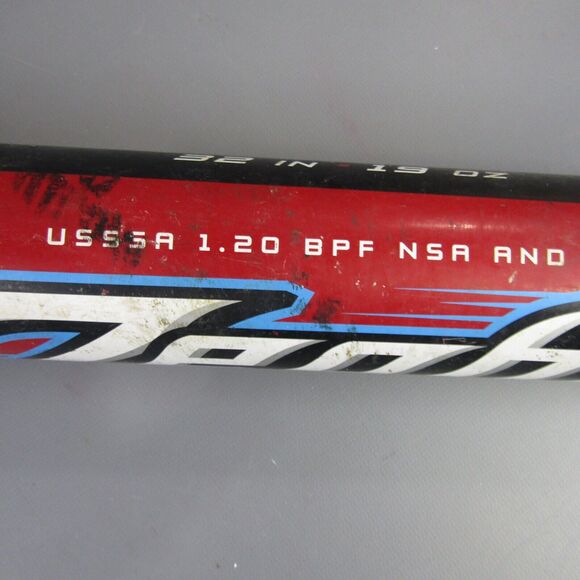 32 IN • 19 OZ
USSSA 1.20 BPF NSA AND